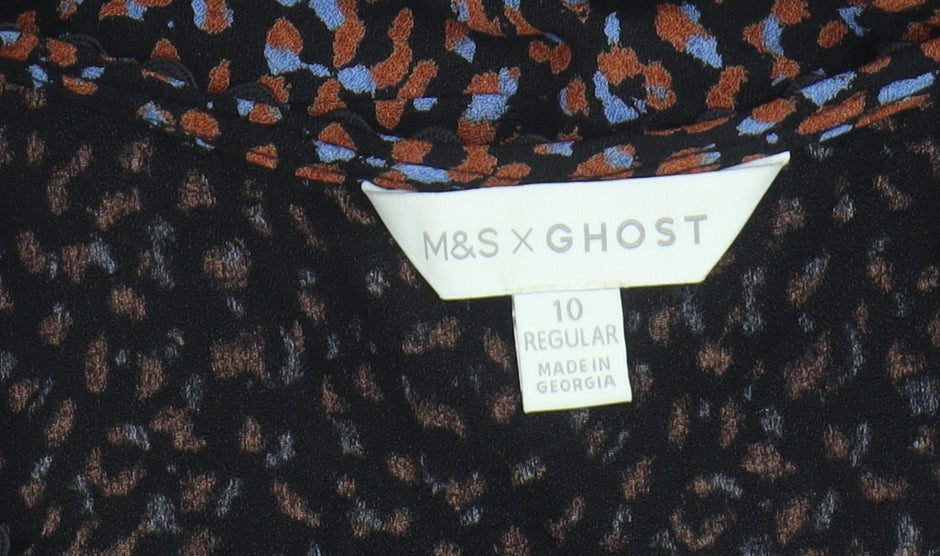 M&S × GHOST
10
REGULAR
MADE IN
GEORGIA